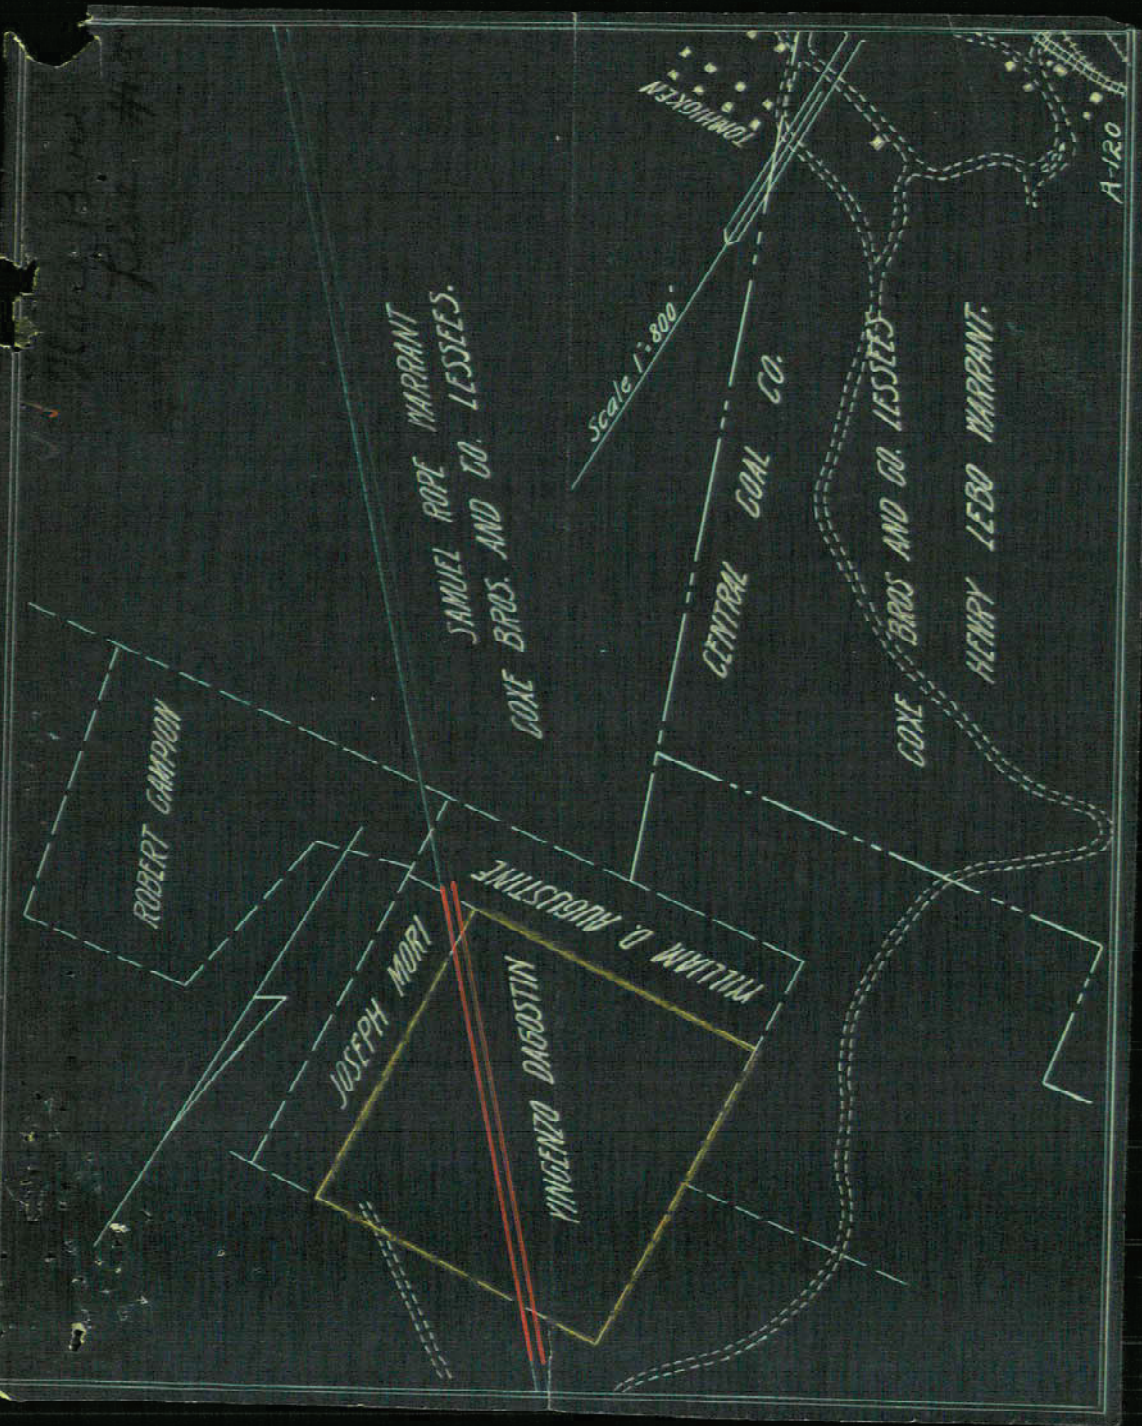 TOMHICKEN
A-120
Scale 1"=800'
SAMUEL ROPE WARRANT
COXE BROS. AND CO. LESSEES.
CENTRAL COAL CO.
COXE BROS AND CO. LESSEES
HENRY LEBO WARRANT.
ROBERT CAMPION
JOSEPH MORI
WILLIAM D. AUGUSTINE
VINCENZO DAGOSTIN